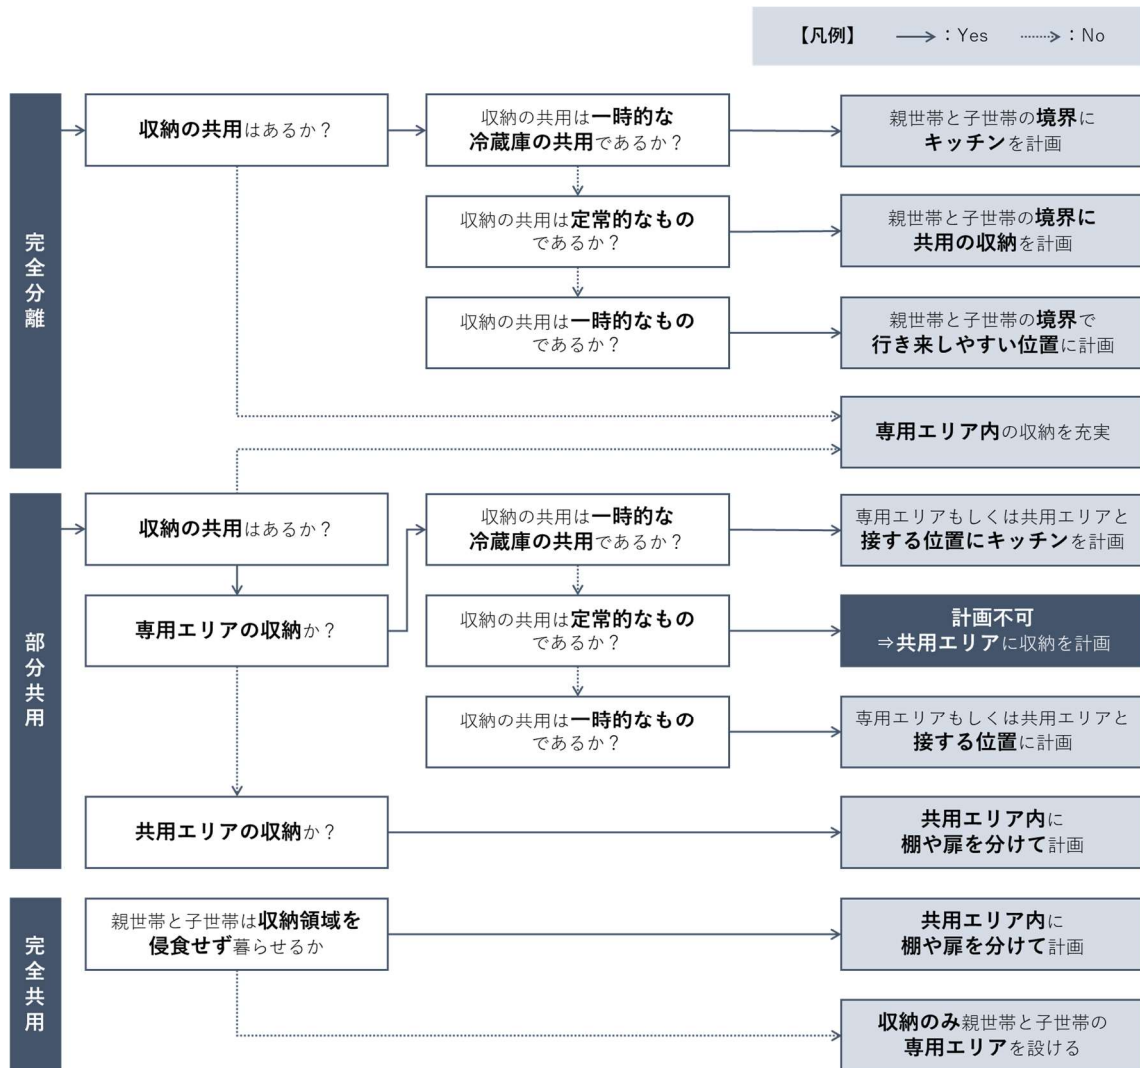 【凡例】 ：Yes ：No
完全分離
収納の共用はあるか？
収納の共用は一時的な
冷蔵庫の共用であるか？
親世帯と子世帯の境界に
キッチンを計画
収納の共用は定常的なもの
であるか？
親世帯と子世帯の境界に
共用の収納を計画
収納の共用は一時的なもの
であるか？
親世帯と子世帯の境界で
行き来しやすい位置に計画
専用エリア内の収納を充実
部分共用
収納の共用はあるか？
収納の共用は一時的な
冷蔵庫の共用であるか？
専用エリアもしくは共用エリアと
接する位置にキッチンを計画
専用エリアの収納か？
収納の共用は定常的なもの
であるか？
計画不可
⇒共用エリアに収納を計画
収納の共用は一時的なもの
であるか？
専用エリアもしくは共用エリアと
接する位置に計画
共用エリアの収納か？
共用エリア内に
棚や扉を分けて計画
完全共用
親世帯と子世帯は収納領域を
侵食せず暮らせるか
共用エリア内に
棚や扉を分けて計画
収納のみ親世帯と子世帯の
専用エリアを設ける